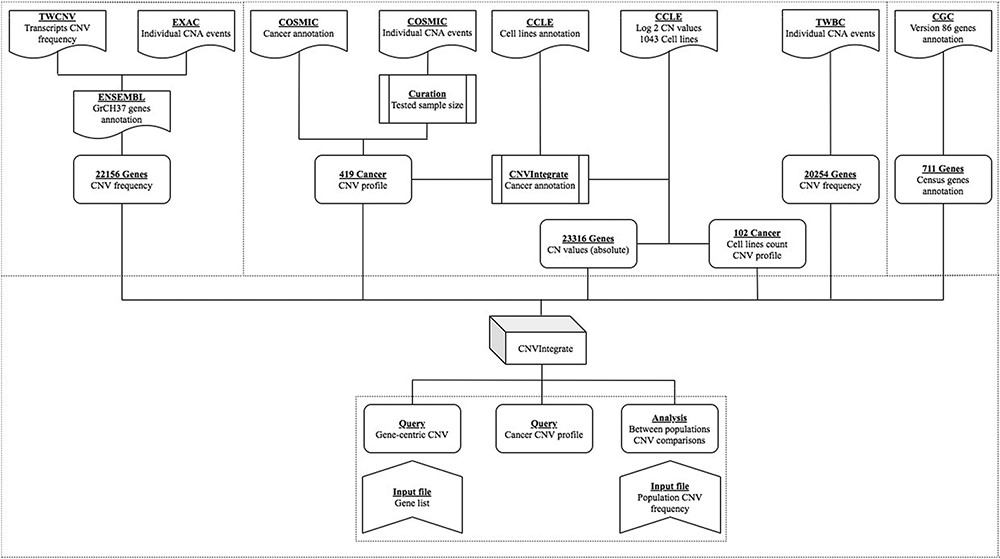 TWCNV
Transcripts CNV
frequency
EXAC
Individual CNA events
COSMIC
Cancer annotation
COSMIC
Individual CNA events
CCLE
Cell lines annotation
CCLE
Log 2 CN values
1043 Cell lines
TWBC
Individual CNA events
CGC
Version 86 genes
annotation
ENSEMBL
GrCH37 genes
annotation
Curation
Tested sample size
22156 Genes
CNV frequency
419 Cancer
CNV profile
CNVIntegrate
Cancer annotation
20254 Genes
CNV frequency
711 Genes
Census genes
annotation
23316 Genes
CN values (absolute)
102 Cancer
Cell lines count
CNV profile
CNVIntegrate
Query
Gene-centric CNV
Query
Cancer CNV profile
Analysis
Between populations
CNV comparisons
Input file
Gene list
Input file
Population CNV
frequency